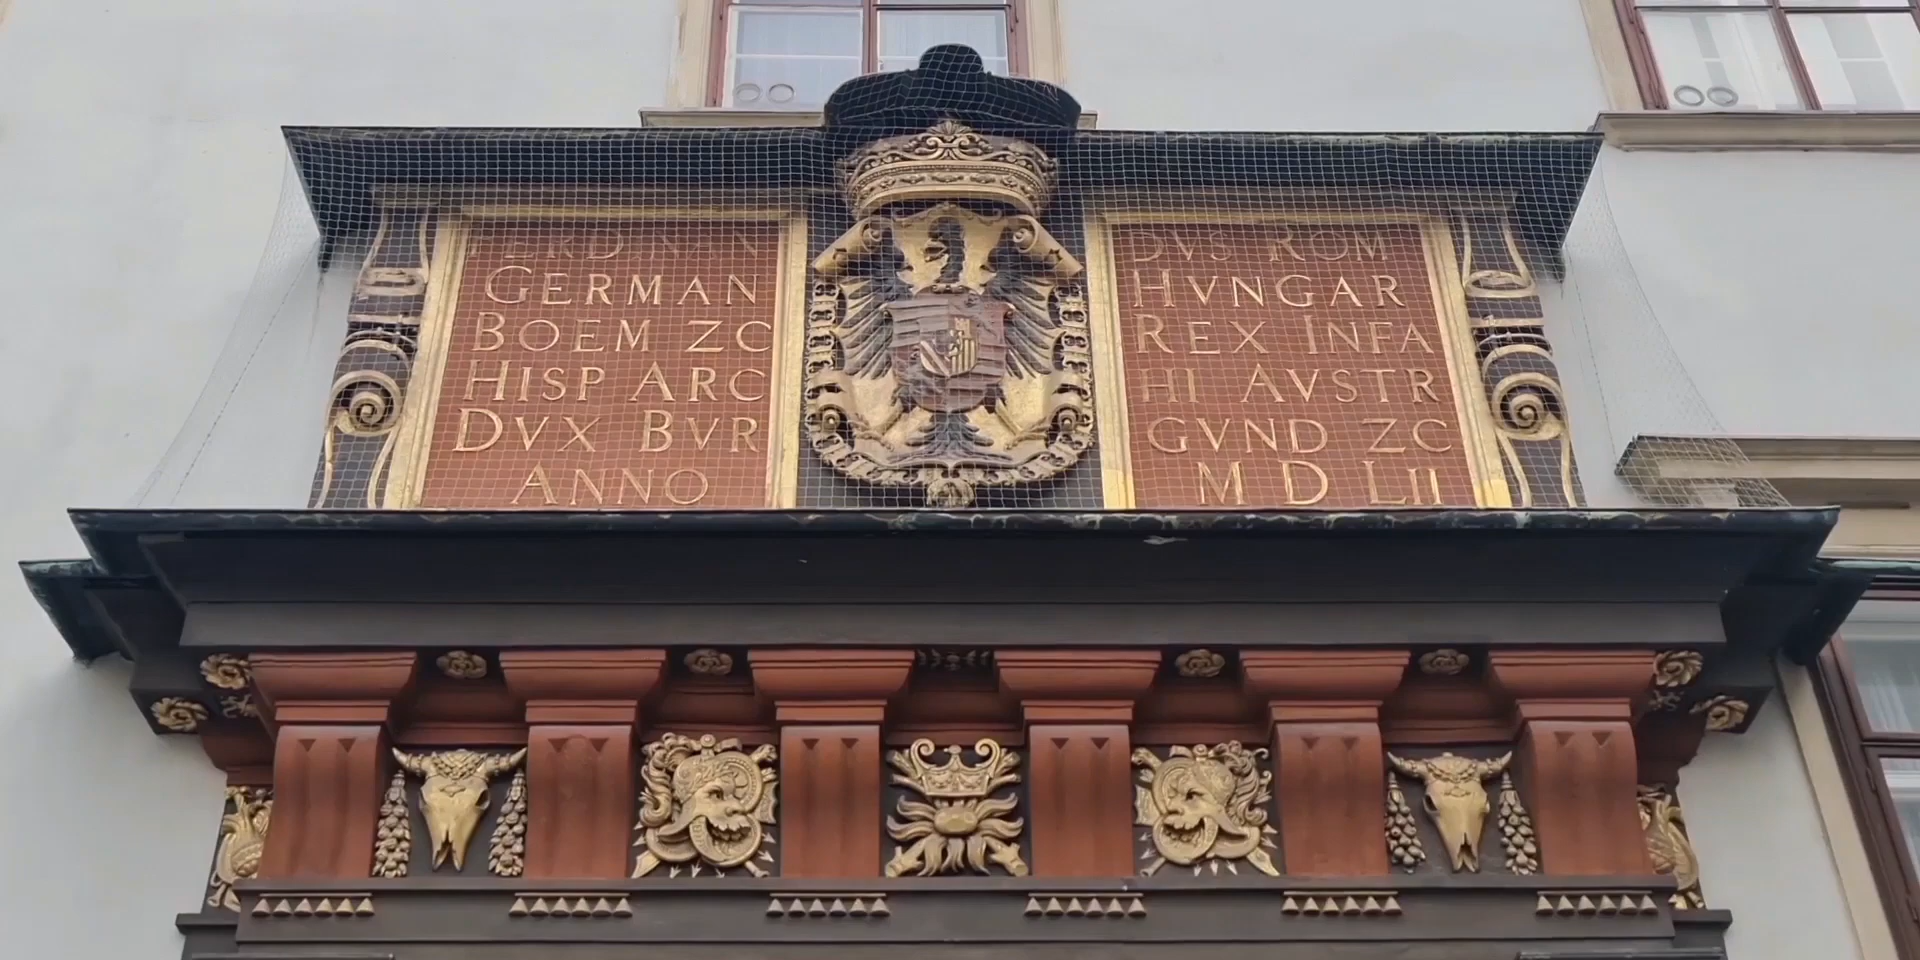 FERDINAN
GERMAN
BOEM ZC
HISP ARC
DVX BVR
ANNO
DVS ROM
HVNGAR
REX INFA
HI AVSTR
GVND ZC
M D LII